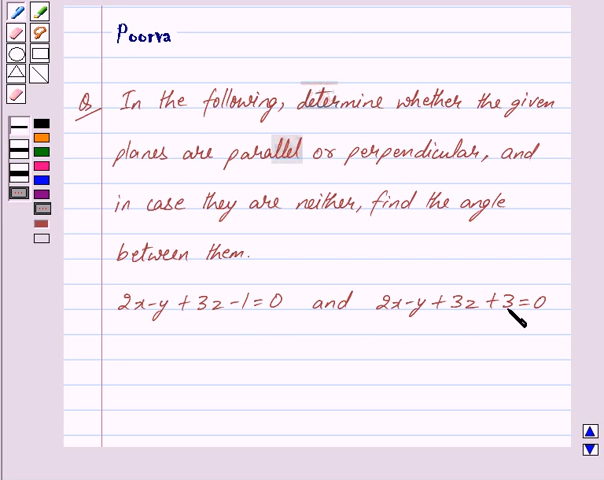 Poorva
Q In the following, determine whether the given
planes are parallel or perpendicular, and
in case they are neither, find the angle
between them.
2x-y+3z-1=0 and 2x-y+3z+3=0